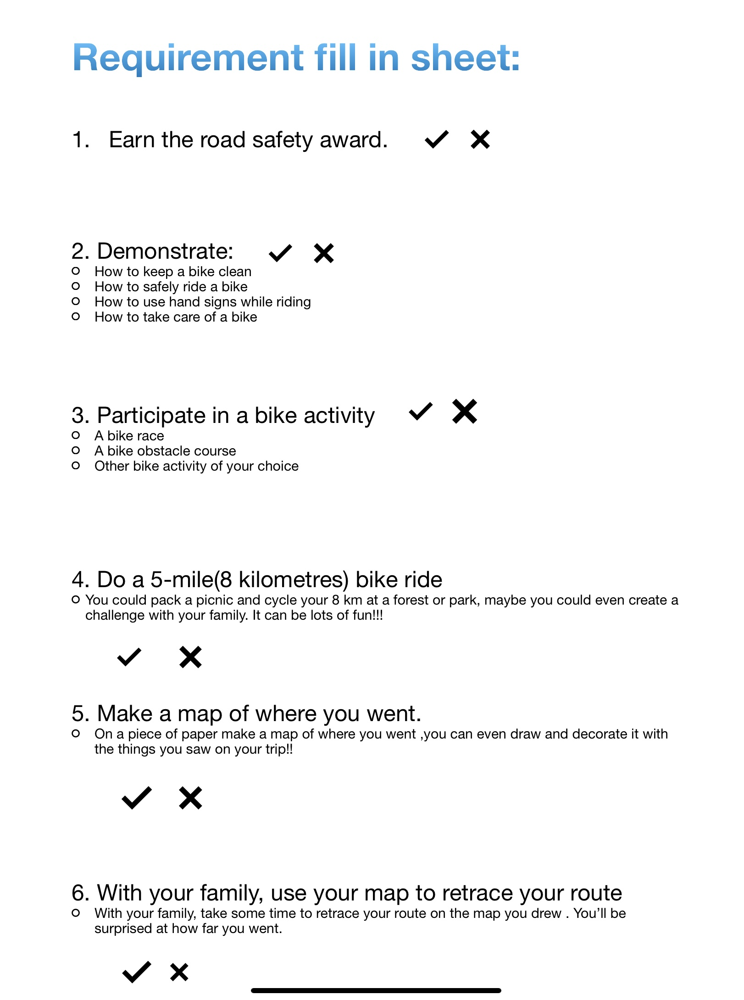 Requirement fill in sheet:
1. Earn the road safety award. ✓ ✕
2. Demonstrate: ✓ ✕
How to keep a bike clean
How to safely ride a bike
How to use hand signs while riding
How to take care of a bike
3. Participate in a bike activity ✓ ✕
A bike race
A bike obstacle course
Other bike activity of your choice
4. Do a 5-mile(8 kilometres) bike ride
You could pack a picnic and cycle your 8 km at a forest or park, maybe you could even create a
challenge with your family. It can be lots of fun!!!
✓ ✕
5. Make a map of where you went.
On a piece of paper make a map of where you went ,you can even draw and decorate it with
the things you saw on your trip!!
✓ ✕
6. With your family, use your map to retrace your route
With your family, take some time to retrace your route on the map you drew . You’ll be
surprised at how far you went.
✓ ✕